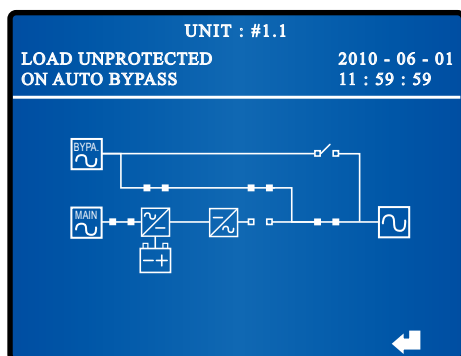 UNIT : #1.1
LOAD UNPROTECTED
ON AUTO BYPASS
2010 - 06 - 01
11 : 59 : 59
BYPA.
MAIN